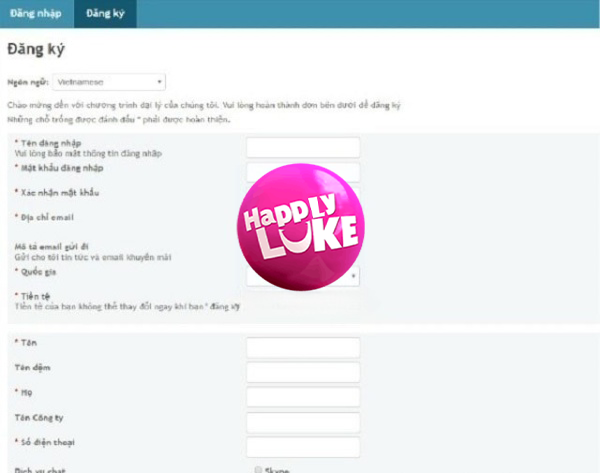 Đăng nhập
Đăng ký
Đăng ký
Ngôn ngữ: Vietnamese
Chào mừng đến với chương trình đại lý của chúng tôi. Vui lòng hoàn thành đơn bên dưới để đăng ký
Những chỗ trống được đánh dấu * phải được hoàn thiện.
* Tên đăng nhập
Vui lòng bảo mật thông tin đăng nhập
* Mật khẩu đăng nhập
* Xác nhận mật khẩu
* Địa chỉ email
HappLy
LUKE
Mô tả email gửi đi
Gửi cho tôi tin tức và email khuyến mãi
* Quốc gia
* Tiền tệ
Tiền tệ của bạn không thể thay đổi ngay khi bạn' đăng ký
* Tên
Tên đệm
* Họ
Tên Công ty
* Số điện thoại
Dịch vụ chat
Skype